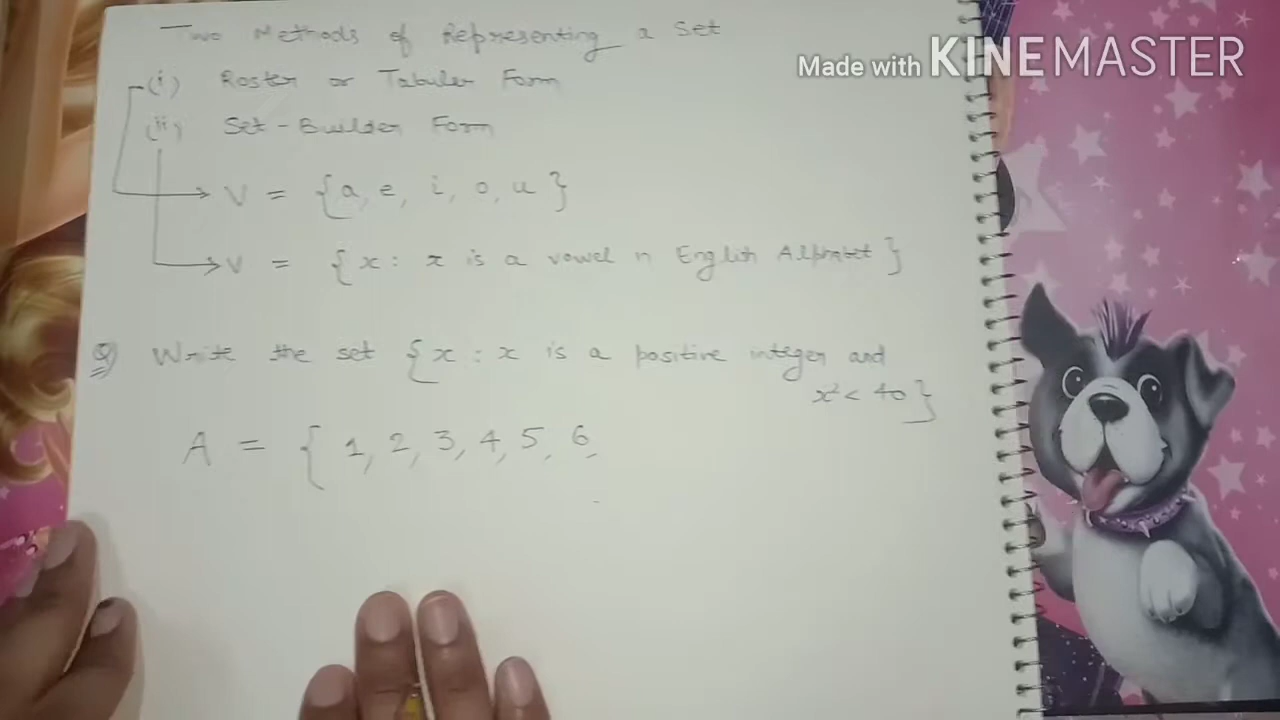 Two Methods of Representing a Set
Made with KINEMASTER
(i) Roster or Tabular Form
(ii) Set-Builder Form
V = {a, e, i, o, u}
V = {x : x is a vowel n English Alphabet}
Q) Write the set {x : x is a positive integer and
x² < 40}
A = { 1, 2, 3, 4, 5, 6,